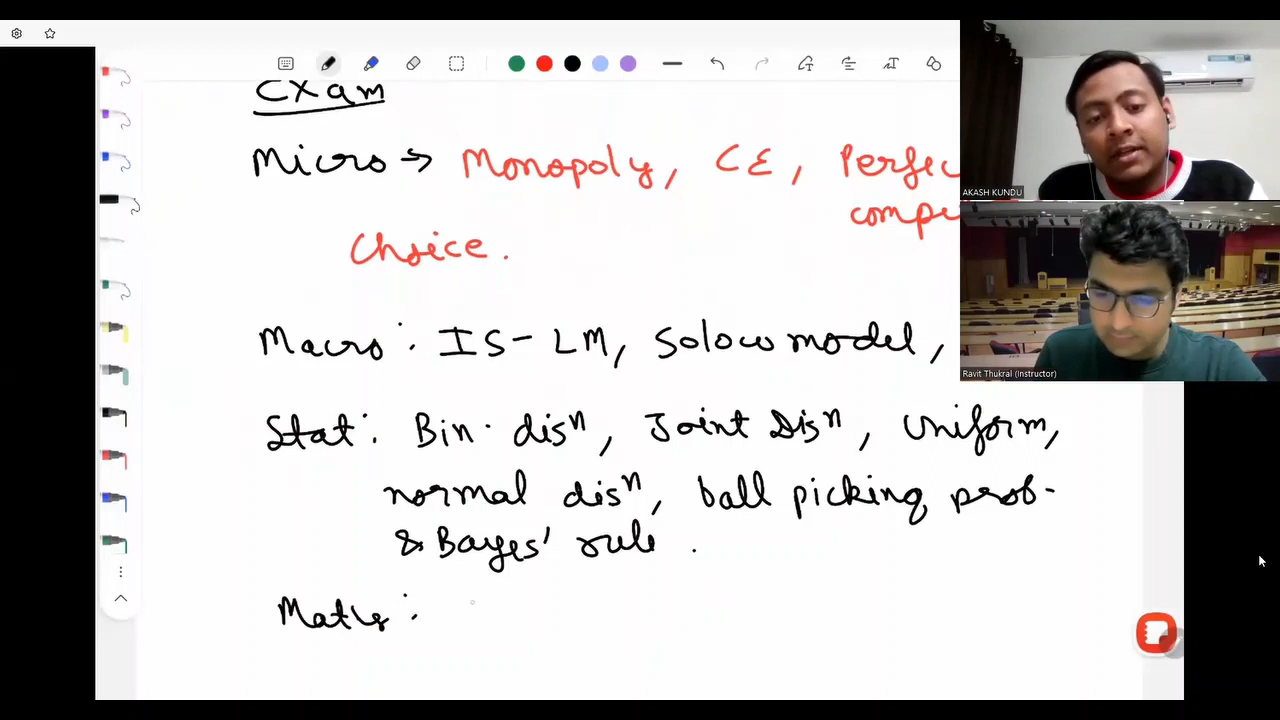 Exam
Micro → Monopoly, CE, Perfec
compe
Choice.
Macro: IS-LM, Solow model,
Stat: Bin. disⁿ, Joint Disⁿ, Uniform,
normal disⁿ, ball picking prob.
& Bayes' rule.
Maths:
AKASH KUNDU
Ravit Thukral (Instructor)